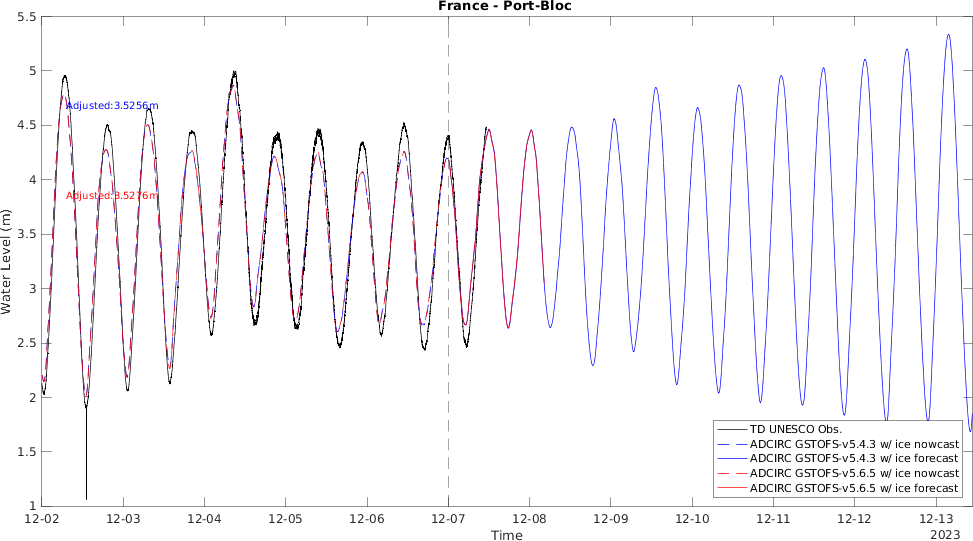 France - Port-Bloc
5.5
5
4.5
4
3.5
3
2.5
2
1.5
1
Water Level (m)
Adjusted:3.5256m
Adjusted:3.5276m
TD UNESCO Obs.
ADCIRC GSTOFS-v5.4.3 w/ ice nowcast
ADCIRC GSTOFS-v5.4.3 w/ ice forecast
ADCIRC GSTOFS-v5.6.5 w/ ice nowcast
ADCIRC GSTOFS-v5.6.5 w/ ice forecast
12-02 12-03 12-04 12-05 12-06 12-07 12-08 12-09 12-10 12-11 12-12 12-13
Time
2023